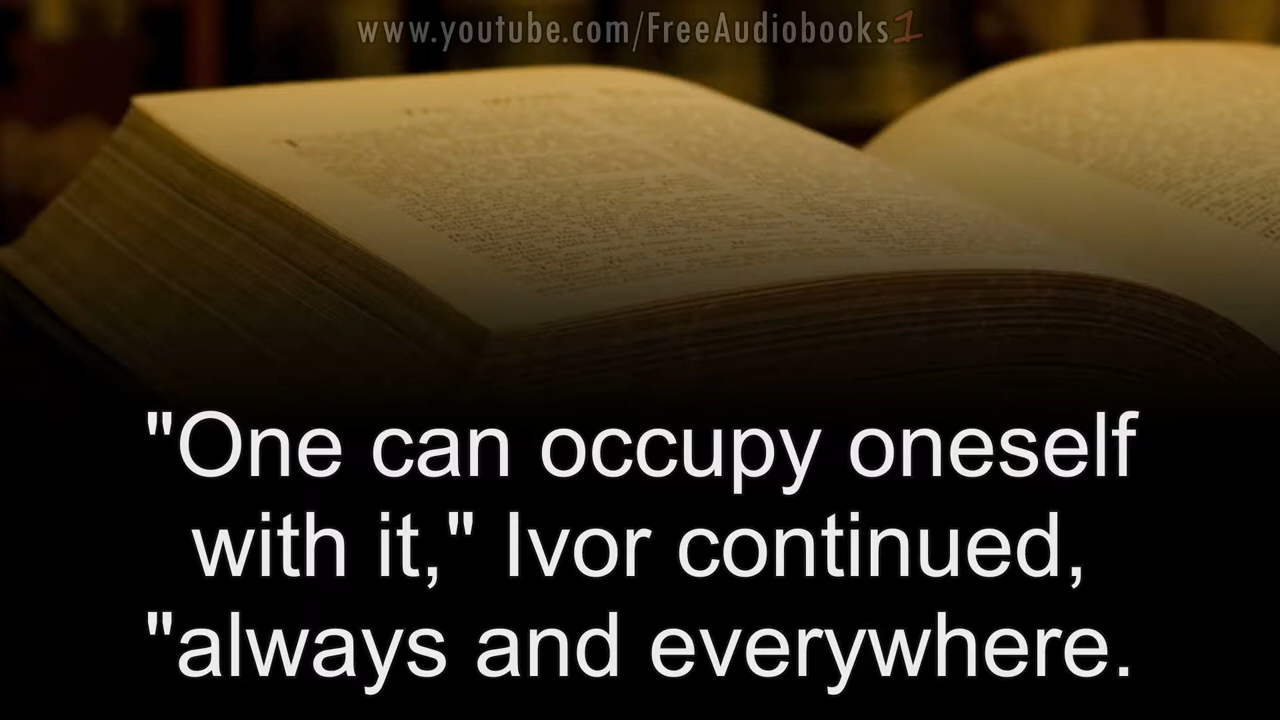 www.youtube.com/FreeAudiobooks1
"One can occupy oneself
with it," Ivor continued,
"always and everywhere.